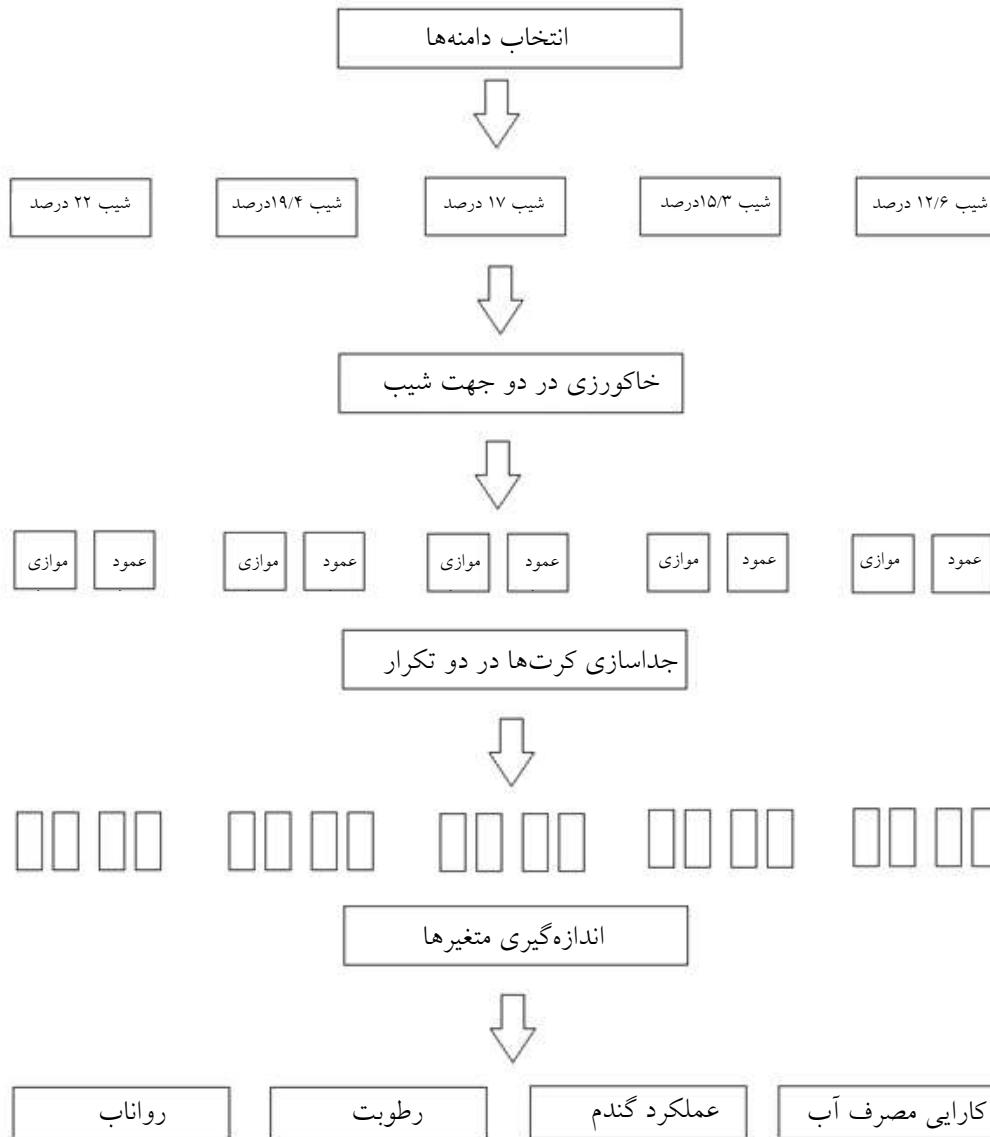 انتخاب دامنه‌ها
شیب ۱۲/۶ درصد
شیب ۱۵/۳درصد
شیب ۱۷ درصد
شیب ۱۹/۴درصد
شیب ۲۲ درصد
خاکورزی در دو جهت شیب
عمود
موازی
عمود
موازی
عمود
موازی
عمود
موازی
عمود
موازی
جداسازی کرت‌ها در دو تکرار
اندازه‌گیری متغیرها
کارایی مصرف آب
عملکرد گندم
رطوبت
رواناب